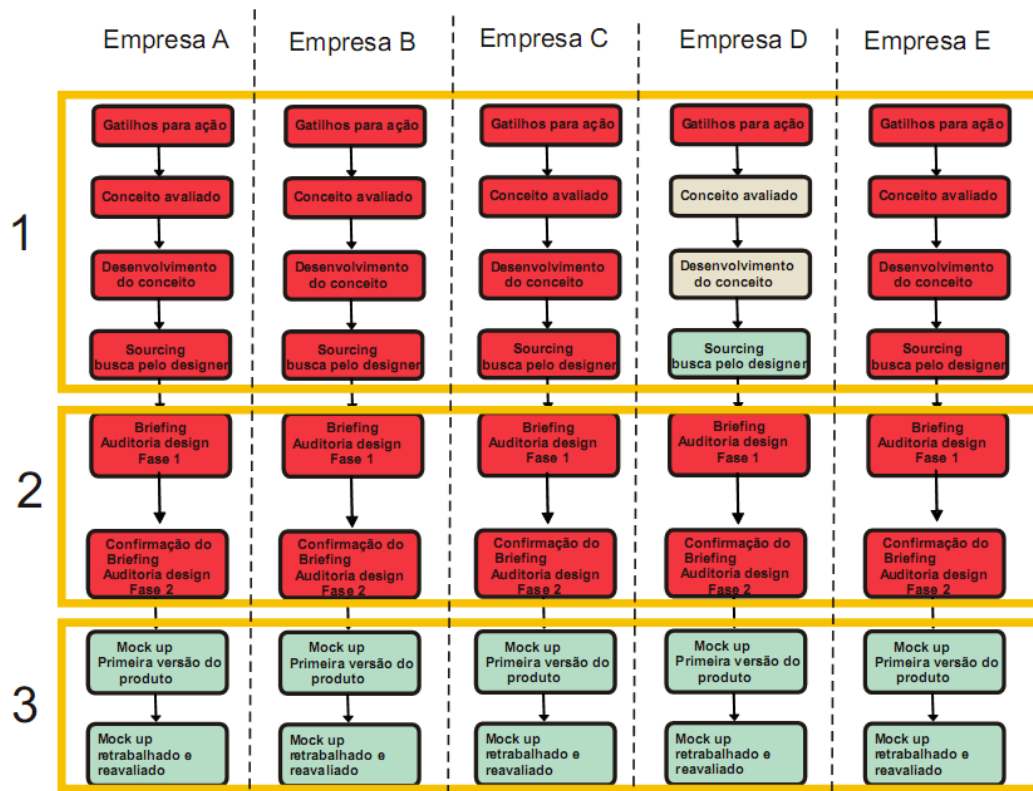 Empresa A Empresa B Empresa C Empresa D Empresa E
1
Gatilhos para ação Gatilhos para ação Gatilhos para ação Gatilhos para ação Gatilhos para ação
Conceito avaliado Conceito avaliado Conceito avaliado Conceito avaliado Conceito avaliado
Desenvolvimento Desenvolvimento Desenvolvimento Desenvolvimento Desenvolvimento
do conceito do conceito do conceito do conceito do conceito
Sourcing Sourcing Sourcing Sourcing Sourcing
busca pelo designer busca pelo designer busca pelo designer busca pelo designer busca pelo designer
2
Briefing Briefing Briefing Briefing Briefing
Auditoria design Auditoria design Auditoria design Auditoria design Auditoria design
Fase 1 Fase 1 Fase 1 Fase 1 Fase 1
Confirmação do Confirmação do Confirmação do Confirmação do Confirmação do
Briefing Briefing Briefing Briefing Briefing
Auditoria design Auditoria design Auditoria design Auditoria design Auditoria design
Fase 2 Fase 2 Fase 2 Fase 2 Fase 2
3
Mock up Mock up Mock up Mock up Mock up
Primeira versão do Primeira versão do Primeira versão do Primeira versão do Primeira versão do
produto produto produto produto produto
Mock up Mock up Mock up Mock up Mock up
retrabalhado e retrabalhado e retrabalhado e retrabalhado e retrabalhado e
reavaliado reavaliado reavaliado reavaliado reavaliado